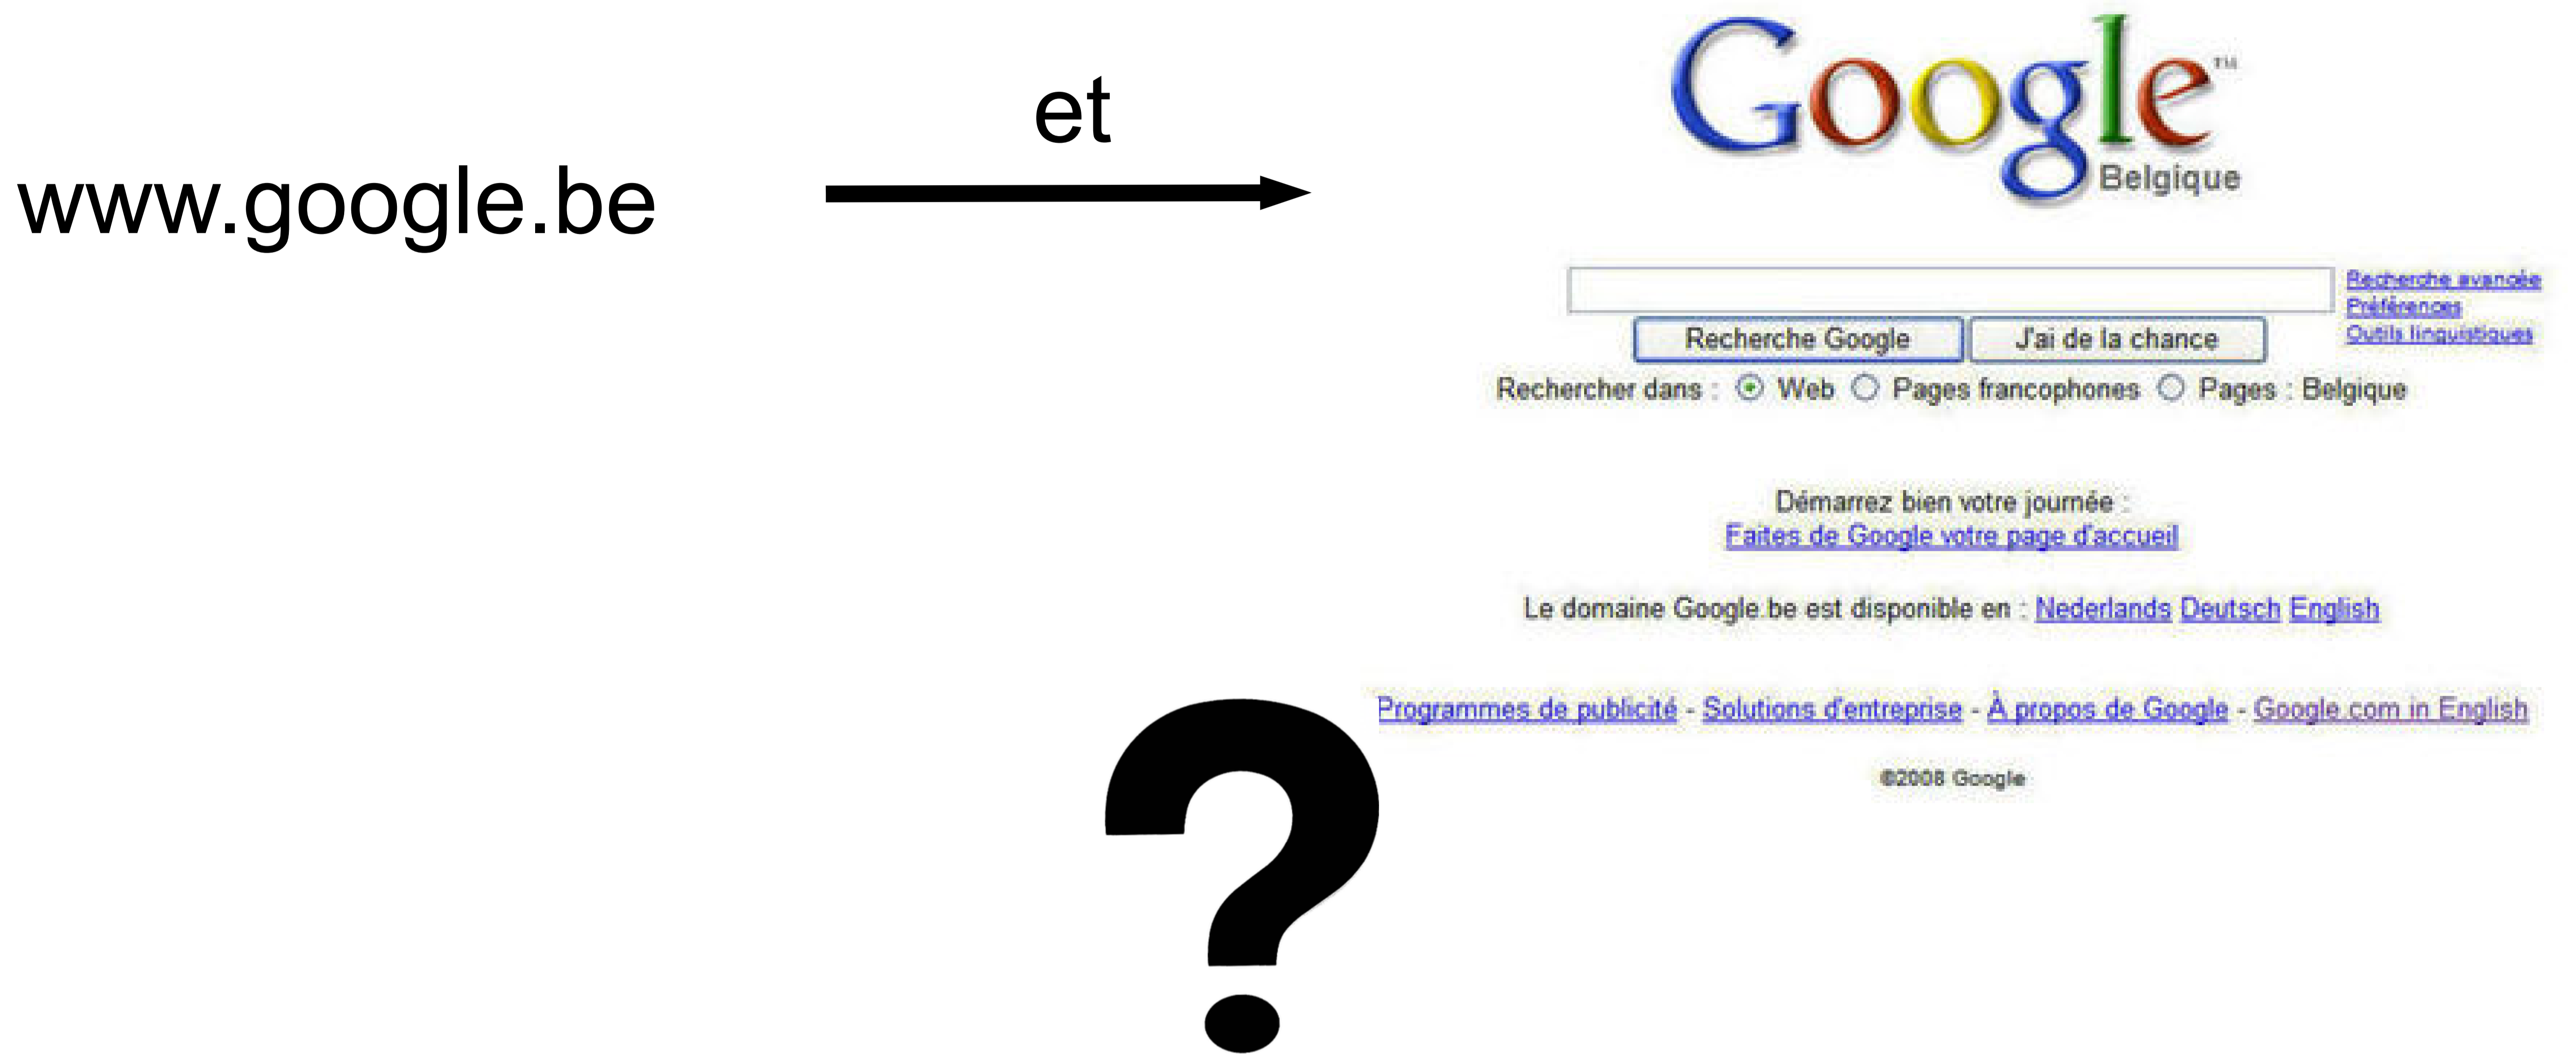 www.google.be
et
Google™
Belgique
Recherche avancée
Préférences
Outils linguistiques
Recherche Google J'ai de la chance
Rechercher dans : Web Pages francophones Pages : Belgique
Démarrez bien votre journée :
Faites de Google votre page d'accueil
Le domaine Google.be est disponible en : Nederlands Deutsch English
Programmes de publicité - Solutions d'entreprise - À propos de Google - Google.com in English
©2008 Google
?